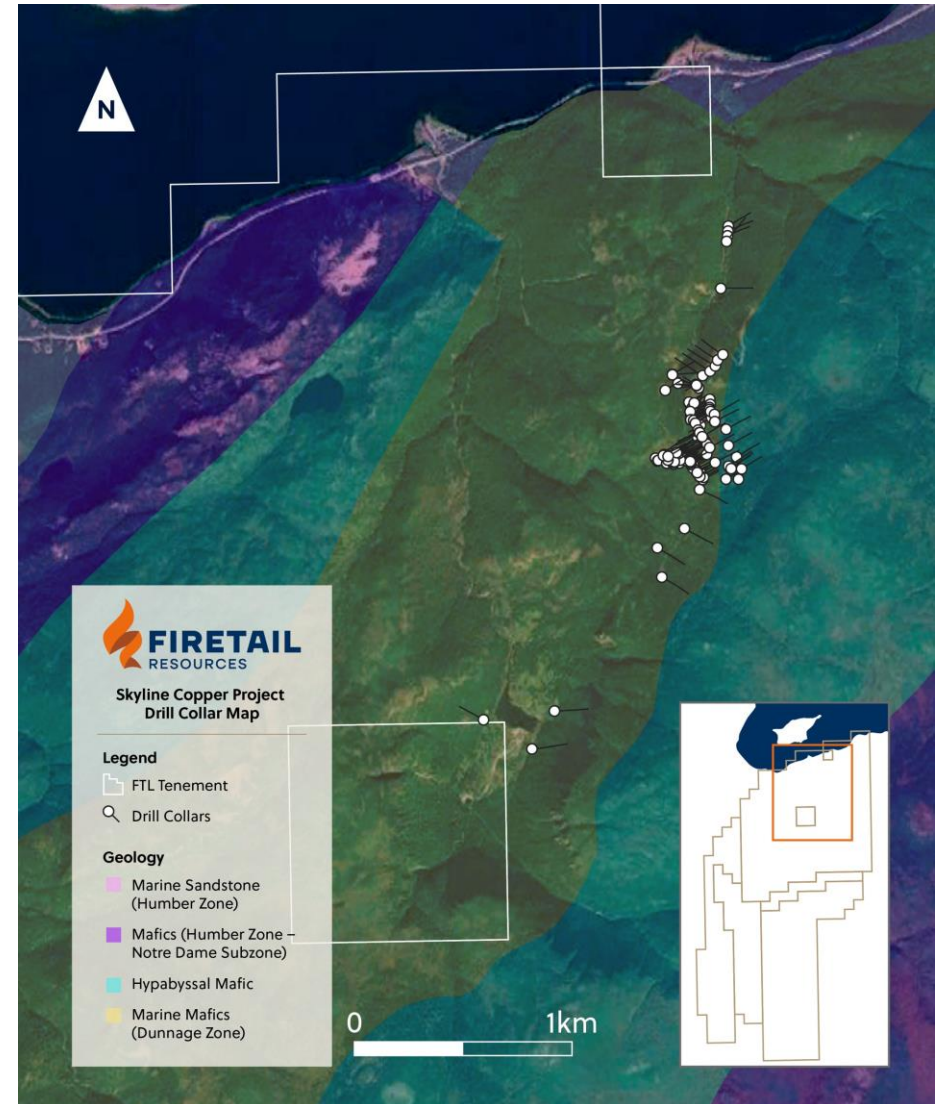 N
FIRETAIL
RESOURCES
Skyline Copper Project
Drill Collar Map
Legend
FTL Tenement
Drill Collars
Geology
Marine Sandstone
(Humber Zone)
Mafics (Humber Zone –
Notre Dame Subzone)
Hypabyssal Mafic
Marine Mafics
(Dunnage Zone)
0 1km